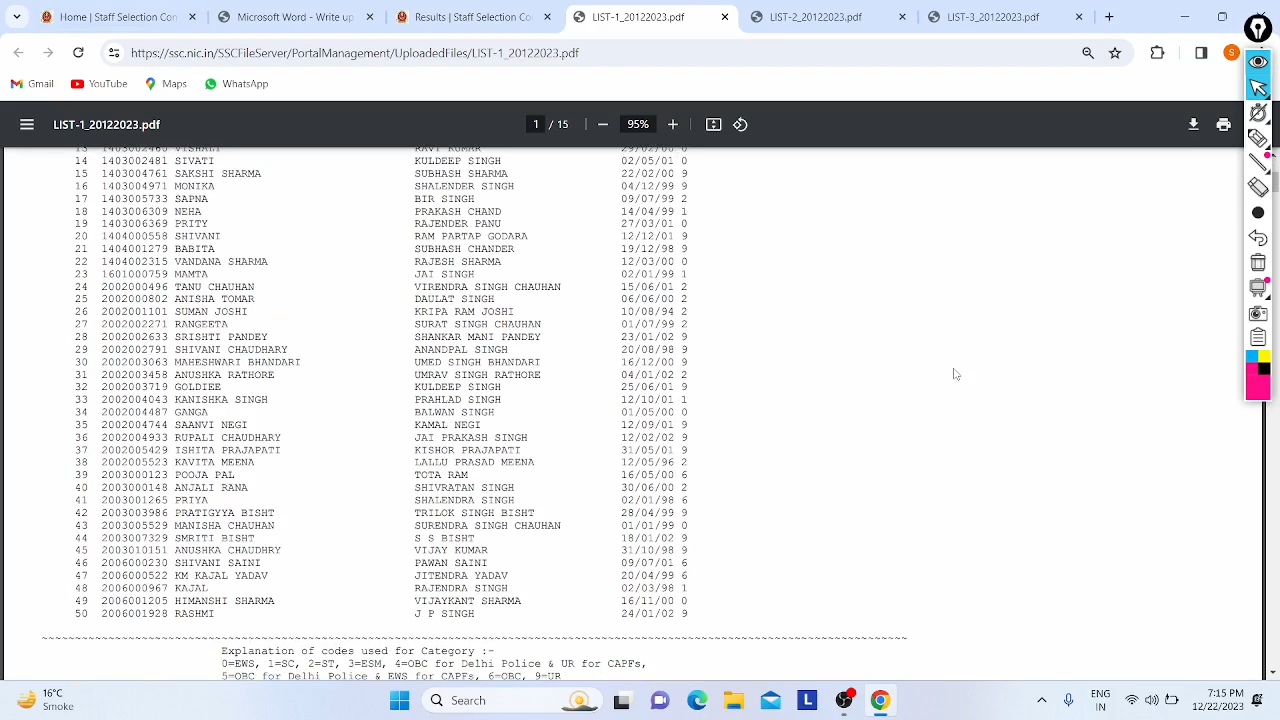 Home | Staff Selection Con
Microsoft Word - Write up
Results | Staff Selection Co
LIST-1_20122023.pdf
LIST-2_20122023.pdf
LIST-3_20122023.pdf
https://ssc.nic.in/SSCFileServer/PortalManagement/UploadedFiles/LIST-1_20122023.pdf
S
Gmail YouTube Maps WhatsApp
LIST-1_20122023.pdf 1 / 15 95%
13 1403002460 VISHALI RAVI KUMAR 29/02/00 0
14 1403002481 SIVATI KULDEEP SINGH 02/05/01 0
15 1403004761 SAKSHI SHARMA SUBHASH SHARMA 22/02/00 9
16 1403004971 MONIKA SHALENDER SINGH 04/12/99 9
17 1403005733 SAPNA BIR SINGH 09/07/99 2
18 1403006309 NEHA PRAKASH CHAND 14/04/99 1
19 1403006369 PRITY RAJENDER PANU 27/03/01 0
20 1404000558 SHIVANI RAM PARTAP GODARA 12/12/01 9
21 1404001279 BABITA SUBHASH CHANDER 19/12/98 9
22 1404002315 VANDANA SHARMA RAJESH SHARMA 12/03/00 0
23 1601000759 MAMTA JAI SINGH 02/01/99 1
24 2002000496 TANU CHAUHAN VIRENDRA SINGH CHAUHAN 15/06/01 2
25 2002000802 ANISHA TOMAR DAULAT SINGH 06/06/00 2
26 2002001101 SUMAN JOSHI KRIPA RAM JOSHI 10/08/94 2
27 2002002271 RANGEETA SURAT SINGH CHAUHAN 01/07/99 2
28 2002002633 SRISHTI PANDEY SHANKAR MANI PANDEY 23/01/02 9
29 2002002791 SHIVANI CHAUDHARY ANANDPAL SINGH 20/08/98 9
30 2002003063 MAHESHWARI BHANDARI UMED SINGH BHANDARI 16/12/00 9
31 2002003458 ANUSHKA RATHORE UMRAV SINGH RATHORE 04/01/02 2
32 2002003719 GOLDIEE KULDEEP SINGH 25/06/01 9
33 2002004043 KANISHKA SINGH PRAHLAD SINGH 12/10/01 1
34 2002004487 GANGA BALWAN SINGH 01/05/00 0
35 2002004744 SAANVI NEGI KAMAL NEGI 12/09/01 9
36 2002004933 RUPALI CHAUDHARY JAI PRAKASH SINGH 12/02/02 9
37 2002005429 ISHITA PRAJAPATI KISHOR PRAJAPATI 31/05/01 9
38 2002005523 KAVITA MEENA LALLU PRASAD MEENA 12/05/96 2
39 2003000123 POOJA PAL TOTA RAM 16/05/00 6
40 2003000148 ANJALI RANA SHIVRATAN SINGH 30/06/00 2
41 2003001265 PRIYA SHALENDRA SINGH 02/01/98 6
42 2003003986 PRATIGYYA BISHT TRILOK SINGH BISHT 28/04/99 9
43 2003005529 MANISHA CHAUHAN SURENDRA SINGH CHAUHAN 01/01/99 0
44 2003007329 SMRITI BISHT S S BISHT 18/01/02 9
45 2003010151 ANUSHKA CHAUDHRY VIJAY KUMAR 31/10/98 9
46 2006000230 SHIVANI SAINI PAWAN SAINI 09/07/01 6
47 2006000522 KM KAJAL YADAV JITENDRA YADAV 20/04/99 6
48 2006000967 KAJAL RAJENDRA SINGH 02/03/98 1
49 2006001205 HIMANSHI SHARMA VIJAYKANT SHARMA 16/11/00 0
50 2006001928 RASHMI J P SINGH 24/01/02 9
~~~~~~~~~~~~~~~~~~~~~~~~~~~~~~~~~~~~~~~~~~~~~~~~~~~~~~~~~~~~~~~~~~~~~~~~~~~~~~~~~~~~~~~~~~~~~~~~~~~~~~~~~~~~~~~~~~~~~~~~~~~~~~~~~~
Explanation of codes used for Category :-
0=EWS, 1=SC, 2=ST, 3=ESM, 4=OBC for Delhi Police & UR for CAPFs,
5=OBC for Delhi Police & EWS for CAPFs, 6=OBC, 9=UR
16°C
Smoke
Search
L
ENG
IN
7:15 PM
12/22/2023